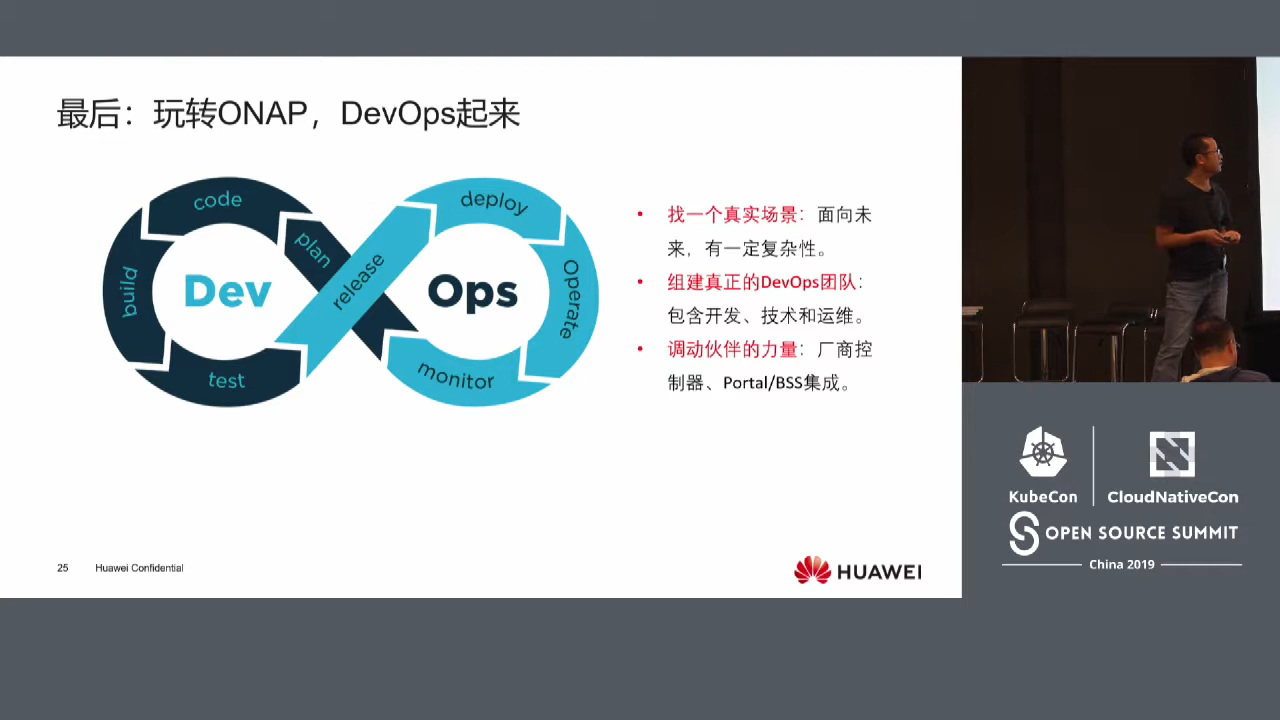 最后：玩转ONAP，DevOps起来
code
plan
build
Dev
test
release
deploy
Ops
Operate
monitor
• 找一个真实场景：面向未
来，有一定复杂性。
• 组建真正的DevOps团队：
包含开发、技术和运维。
• 调动伙伴的力量：厂商控
制器、Portal/BSS集成。
25 Huawei Confidential
HUAWEI
KubeCon
CloudNativeCon
OPEN SOURCE SUMMIT
China 2019